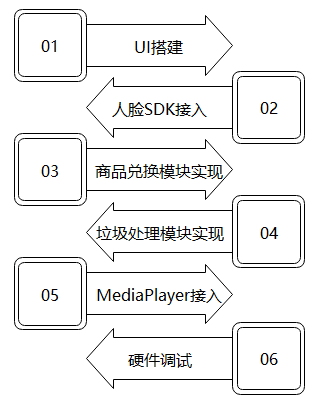 01
UI搭建
人脸SDK接入
02
03
商品兑换模块实现
垃圾处理模块实现
04
05
MediaPlayer接入
硬件调试
06